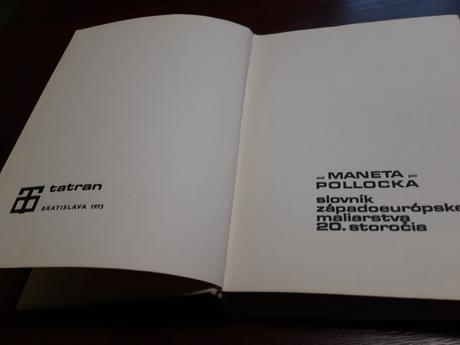 tatran
BRATISLAVA 1973
od MANETA po
POLLOCKA
slovník
západoeurópske
maliarstva
20. storočia